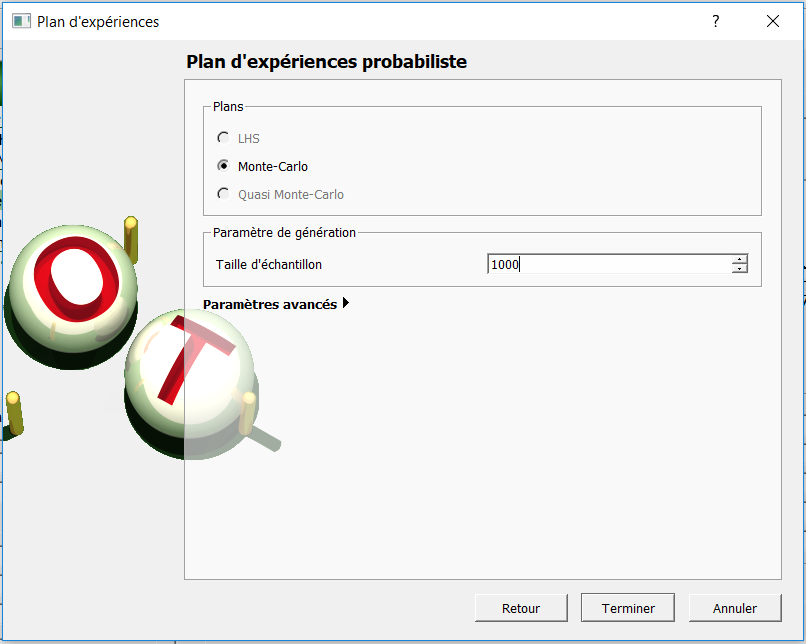 Plan d'expériences
?
Plan d'expériences probabiliste
Plans
LHS
Monte-Carlo
Quasi Monte-Carlo
Paramètre de génération
Taille d'échantillon
1000
Paramètres avancés
O
T
Retour
Terminer
Annuler